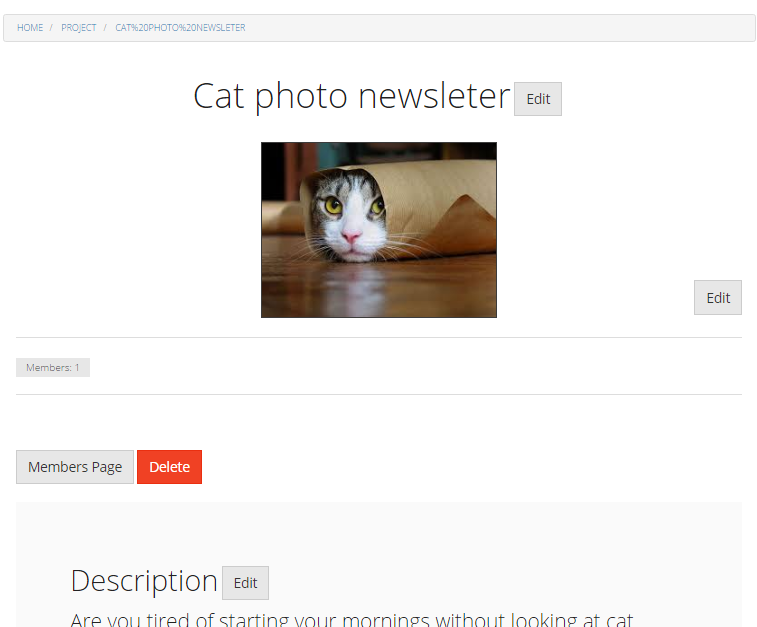 HOME / PROJECT / CAT%20PHOTO%20NEWSLETER
Cat photo newsleter Edit
Edit
Members: 1
Members Page Delete
Description Edit
Are you tired of starting your mornings without looking at cat